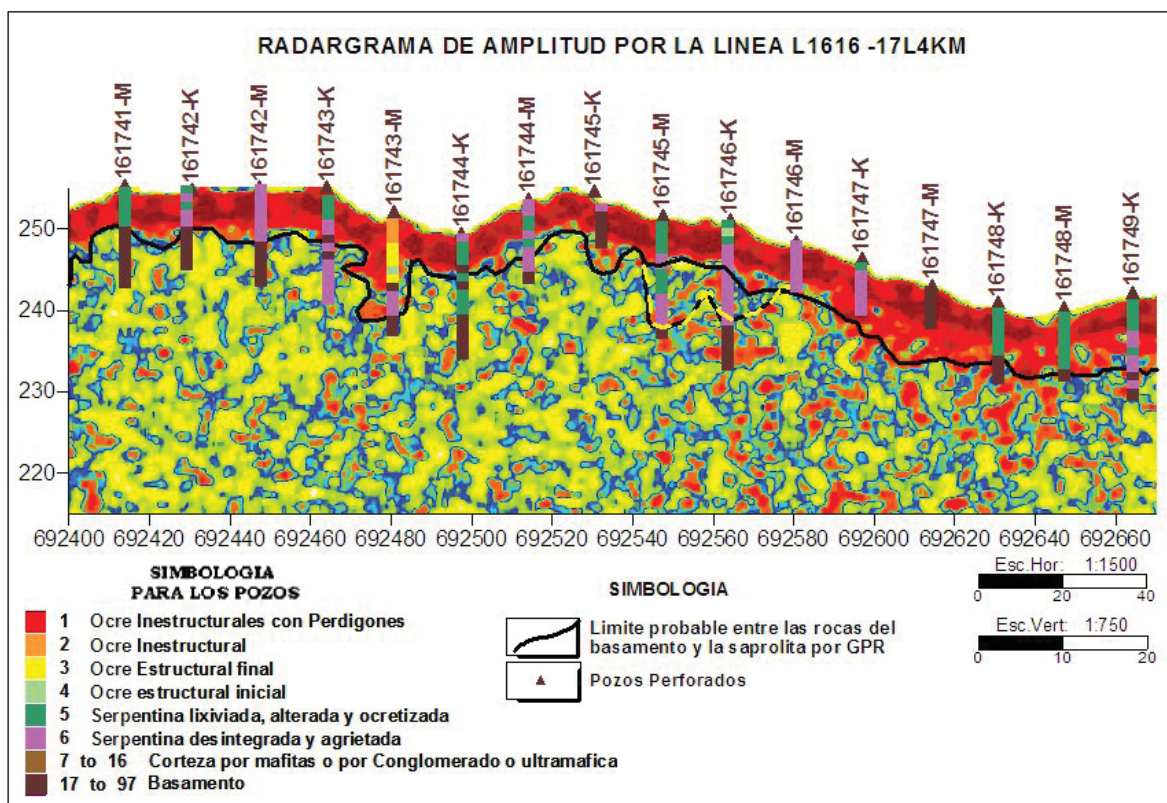 RADARGRAMA DE AMPLITUD POR LA LINEA L1616 -17L4KM
161741-M
161742-K
161742-M
161743-K
161743-M
161744-K
161744-M
161745-K
161745-M
161746-K
161746-M
161747-K
161747-M
161748-K
161748-M
161749-K
250
240
230
220
692400 692420 692440 692460 692480 692500 692520 692540 692560 692580 692600 692620 692640 692660
SIMBOLOGIA
PARA LOS POZOS
1 Ocre Inestructurales con Perdigones
2 Ocre Inestructural
3 Ocre Estructural final
4 Ocre estructural inicial
5 Serpentina lixiviada, alterada y ocretizada
6 Serpentina desintegrada y agrietada
7 to 16 Corteza por mafitas o por Conglomerado o ultramafica
17 to 97 Basamento
SIMBOLOGIA
Limite probable entre las rocas del
basamento y la saprolita por GPR
Pozos Perforados
Esc.Hor: 1:1500
0 20 40
Esc.Vert: 1:750
0 10 20